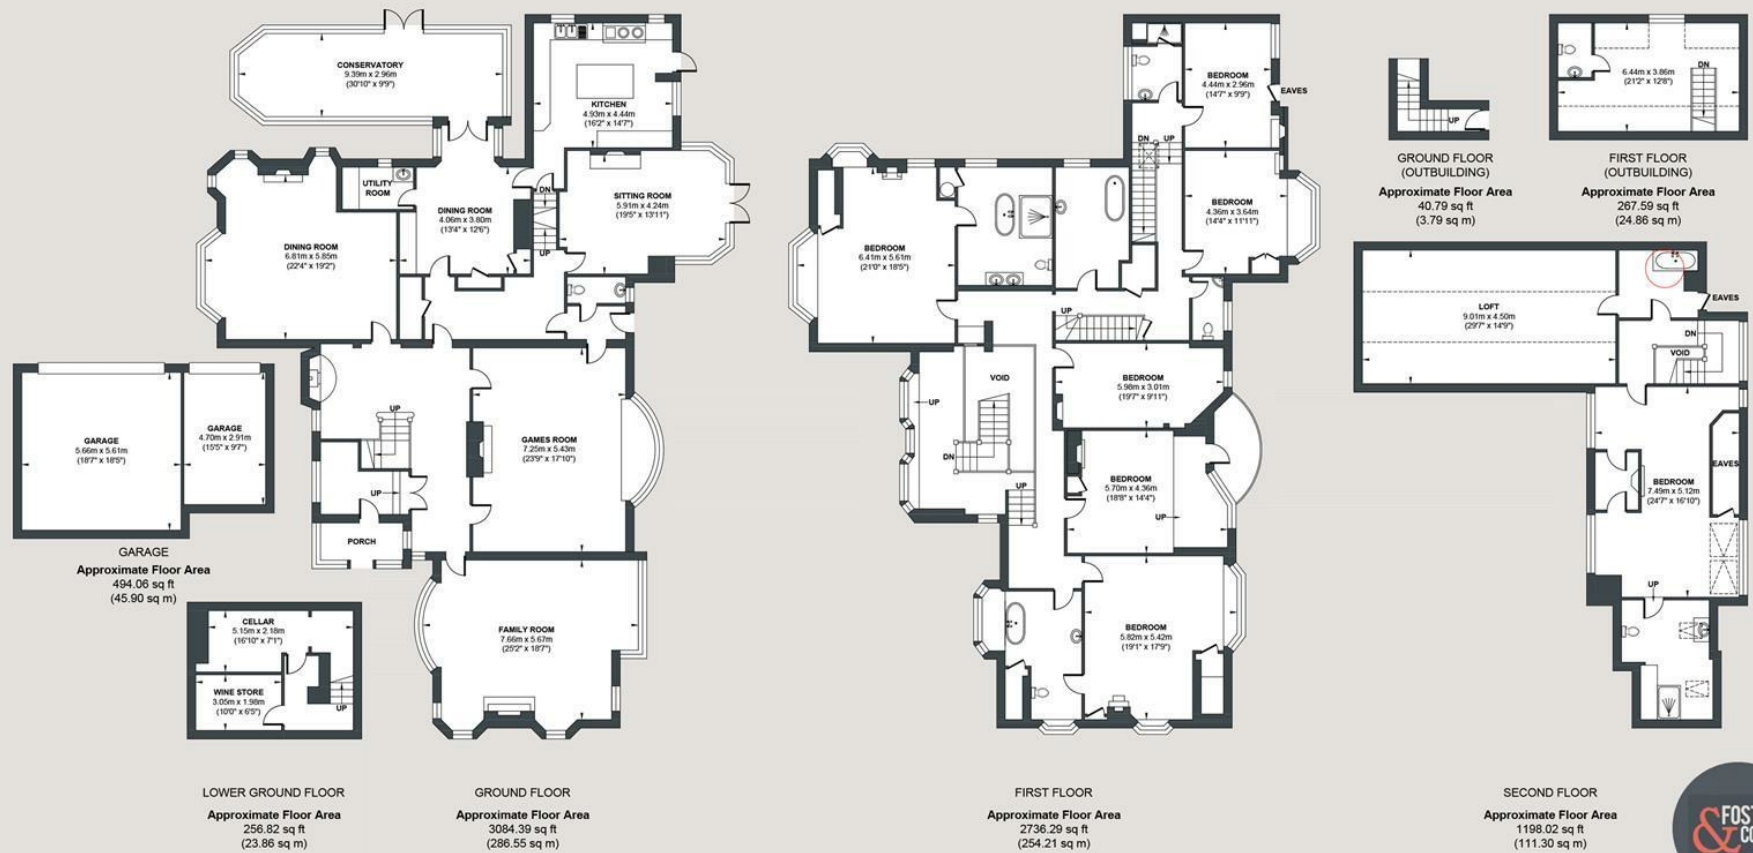 CONSERVATORY
9.39m x 2.96m
(30'10" x 9'9")
KITCHEN
4.93m x 4.44m
(16'2" x 14'7")
UTILITY
ROOM
DINING ROOM
4.06m x 3.80m
(13'4" x 12'6")
DN
UP
SITTING ROOM
5.91m x 4.24m
(19'5" x 13'11")
DINING ROOM
6.81m x 5.85m
(22'4" x 19'2")
GARAGE
5.66m x 5.61m
(18'7" x 18'5")
GARAGE
4.70m x 2.91m
(15'5" x 9'7")
GARAGE
Approximate Floor Area
494.06 sq ft
(45.90 sq m)
UP
UP
PORCH
GAMES ROOM
7.25m x 5.43m
(23'9" x 17'10")
FAMILY ROOM
7.66m x 5.67m
(25'2" x 18'7")
CELLAR
5.15m x 2.18m
(16'10" x 7'1")
WINE STORE
3.05m x 1.98m
(10'0" x 6'5")
UP
LOWER GROUND FLOOR
Approximate Floor Area
256.82 sq ft
(23.86 sq m)
GROUND FLOOR
Approximate Floor Area
3084.39 sq ft
(286.55 sq m)
BEDROOM
4.44m x 2.96m
(14'7" x 9'9")
EAVES
DN
UP
BEDROOM
4.36m x 3.64m
(14'4" x 11'11")
BEDROOM
6.41m x 5.61m
(21'0" x 18'5")
UP
VOID
UP
DN
UP
BEDROOM
5.98m x 3.01m
(19'7" x 9'11")
BEDROOM
5.70m x 4.36m
(18'8" x 14'4")
UP
BEDROOM
5.82m x 5.42m
(19'1" x 17'9")
FIRST FLOOR
Approximate Floor Area
2736.29 sq ft
(254.21 sq m)
UP
GROUND FLOOR
(OUTBUILDING)
Approximate Floor Area
40.79 sq ft
(3.79 sq m)
6.44m x 3.86m
(21'2" x 12'8")
DN
FIRST FLOOR
(OUTBUILDING)
Approximate Floor Area
267.59 sq ft
(24.86 sq m)
LOFT
9.01m x 4.50m
(29'7" x 14'9")
EAVES
DN
VOID
BEDROOM
7.49m x 5.12m
(24'7" x 16'10")
EAVES
UP
SECOND FLOOR
Approximate Floor Area
1198.02 sq ft
(111.30 sq m)
&
FOST
CO